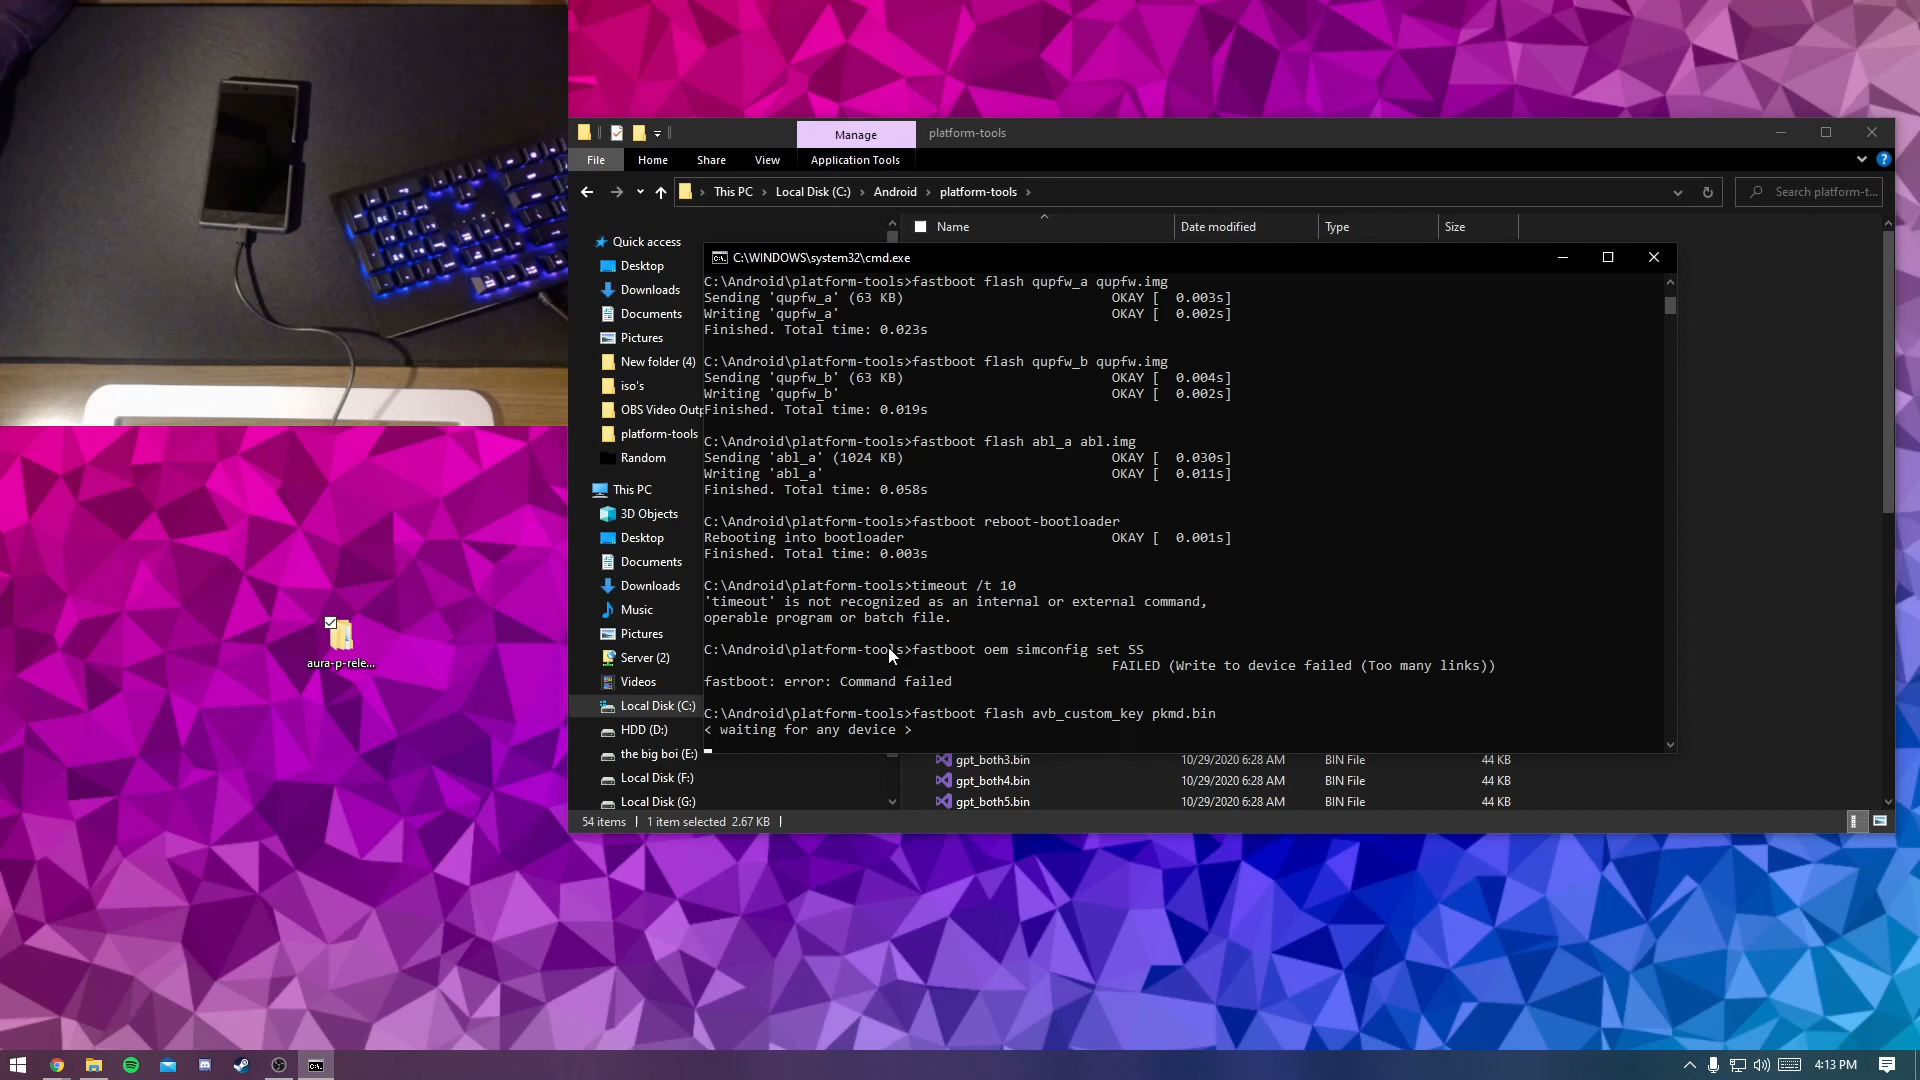 Manage
platform-tools
File
Home
Share
View
Application Tools
This PC
Local Disk (C:)
Android
platform-tools
Search platform-t...
Name
Date modified
Type
Size
Quick access
Desktop
Downloads
Documents
Pictures
New folder (4)
iso's
OBS Video Outp
platform-tools
Random
This PC
3D Objects
Desktop
Documents
Downloads
Music
Pictures
Server (2)
Videos
Local Disk (C:)
HDD (D:)
the big boi (E:)
Local Disk (F:)
Local Disk (G:)
C:\WINDOWS\system32\cmd.exe
C:\Android\platform-tools>fastboot flash qupfw_a qupfw.img
Sending 'qupfw_a' (63 KB) OKAY [ 0.003s]
Writing 'qupfw_a' OKAY [ 0.002s]
Finished. Total time: 0.023s
C:\Android\platform-tools>fastboot flash qupfw_b qupfw.img
Sending 'qupfw_b' (63 KB) OKAY [ 0.004s]
Writing 'qupfw_b' OKAY [ 0.002s]
Finished. Total time: 0.019s
C:\Android\platform-tools>fastboot flash abl_a abl.img
Sending 'abl_a' (1024 KB) OKAY [ 0.030s]
Writing 'abl_a' OKAY [ 0.011s]
Finished. Total time: 0.058s
C:\Android\platform-tools>fastboot reboot-bootloader
Rebooting into bootloader OKAY [ 0.001s]
Finished. Total time: 0.003s
C:\Android\platform-tools>timeout /t 10
'timeout' is not recognized as an internal or external command,
operable program or batch file.
C:\Android\platform-tools>fastboot oem simconfig set SS
FAILED (Write to device failed (Too many links))
fastboot: error: Command failed
C:\Android\platform-tools>fastboot flash avb_custom_key pkmd.bin
< waiting for any device >
gpt_both3.bin 10/29/2020 6:28 AM BIN File 44 KB
gpt_both4.bin 10/29/2020 6:28 AM BIN File 44 KB
gpt_both5.bin 10/29/2020 6:28 AM BIN File 44 KB
54 items
1 item selected 2.67 KB
aura-p-rele...
4:13 PM